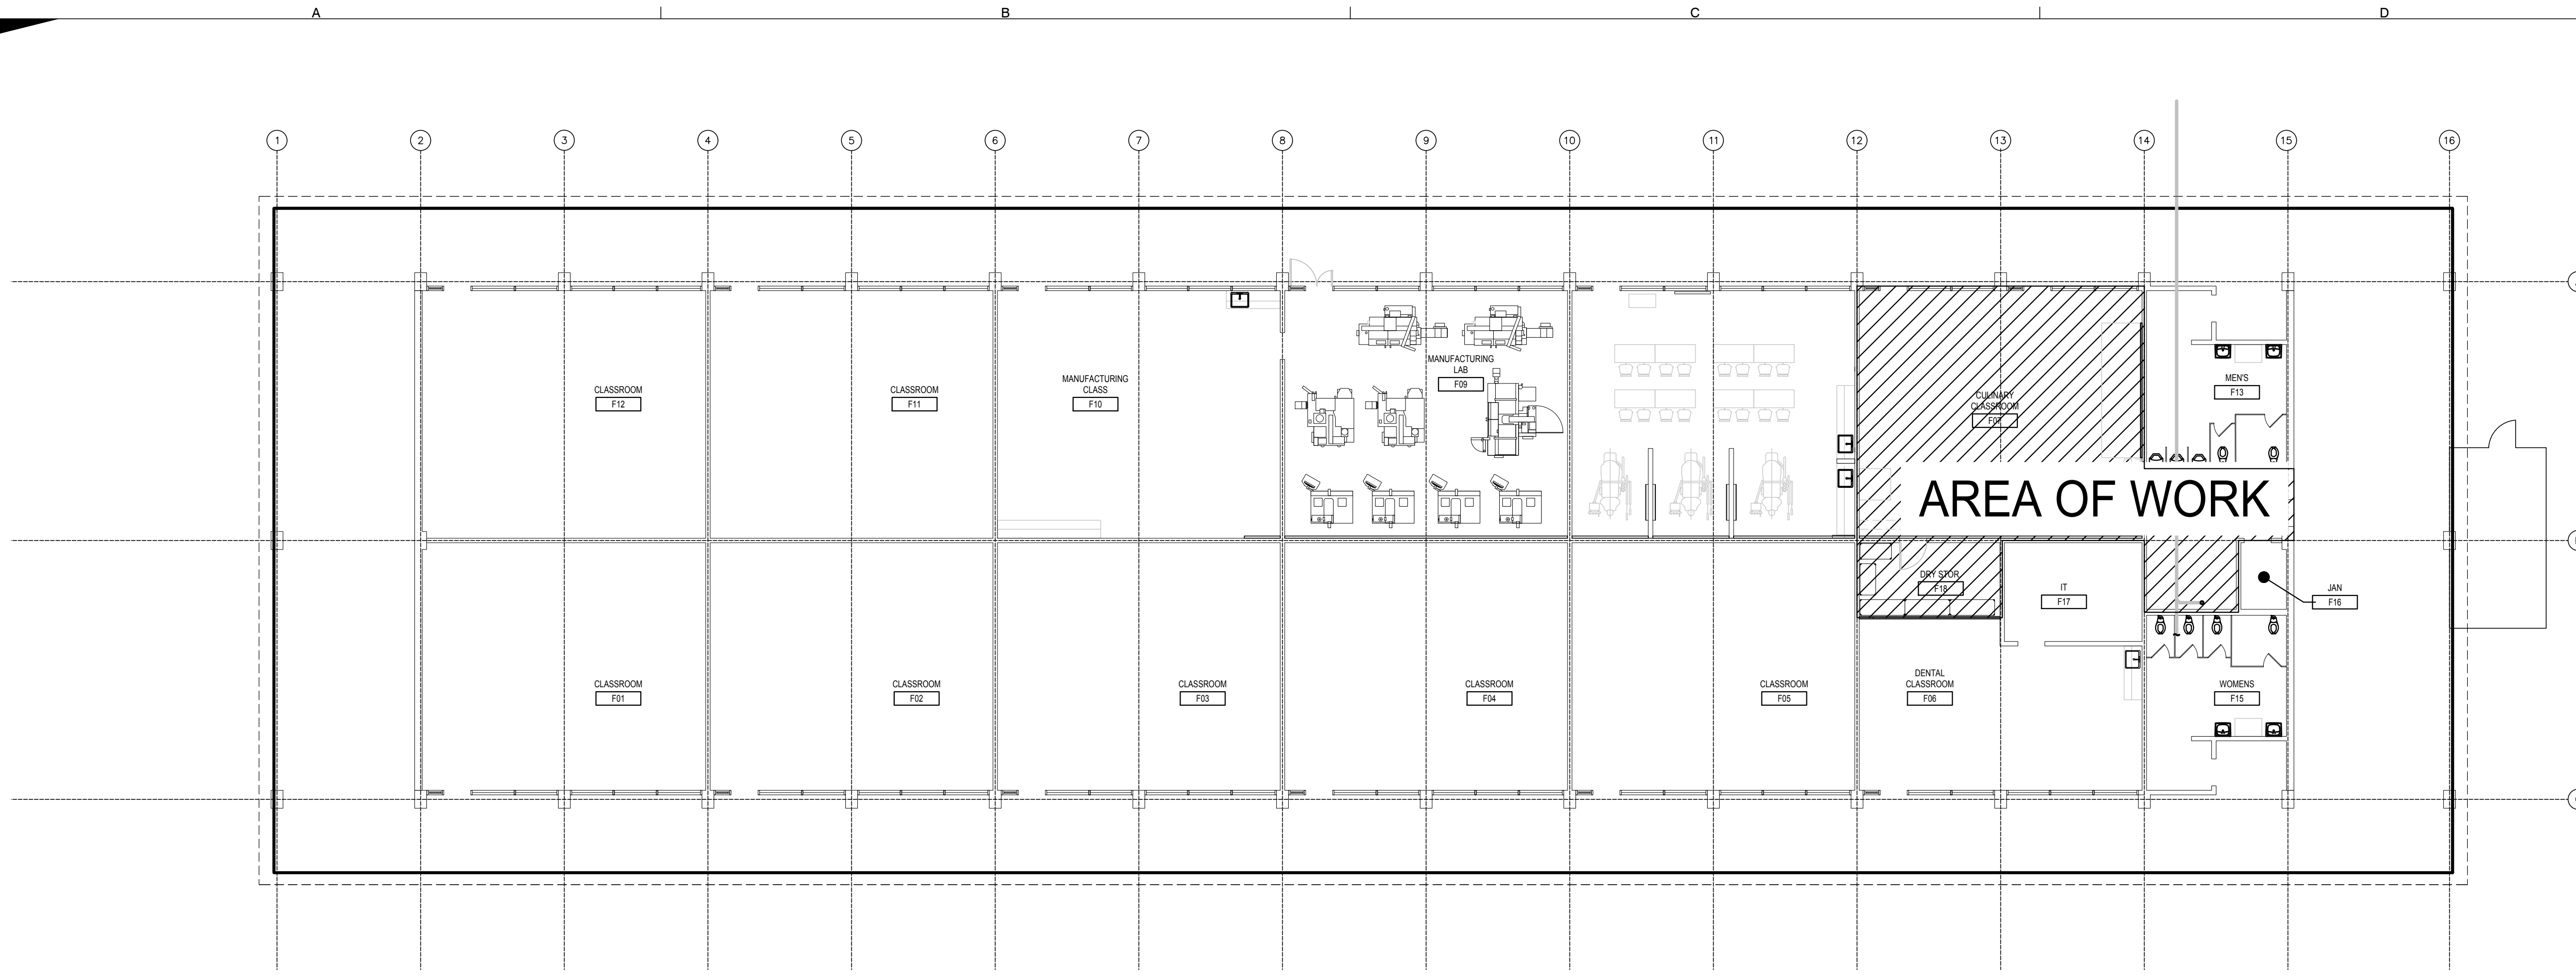 A B C D
1 2 3 4 5 6 7 8 9 10 11 12 13 14 15 16
CLASSROOM
F12
CLASSROOM
F11
MANUFACTURING
CLASS
F10
MANUFACTURING
LAB
F09
CULINARY
CLASSROOM
F07
MEN'S
F13
AREA OF WORK
DRY STOR
F18
IT
F17
JAN
F16
CLASSROOM
F01
CLASSROOM
F02
CLASSROOM
F03
CLASSROOM
F04
CLASSROOM
F05
DENTAL
CLASSROOM
F06
WOMENS
F15